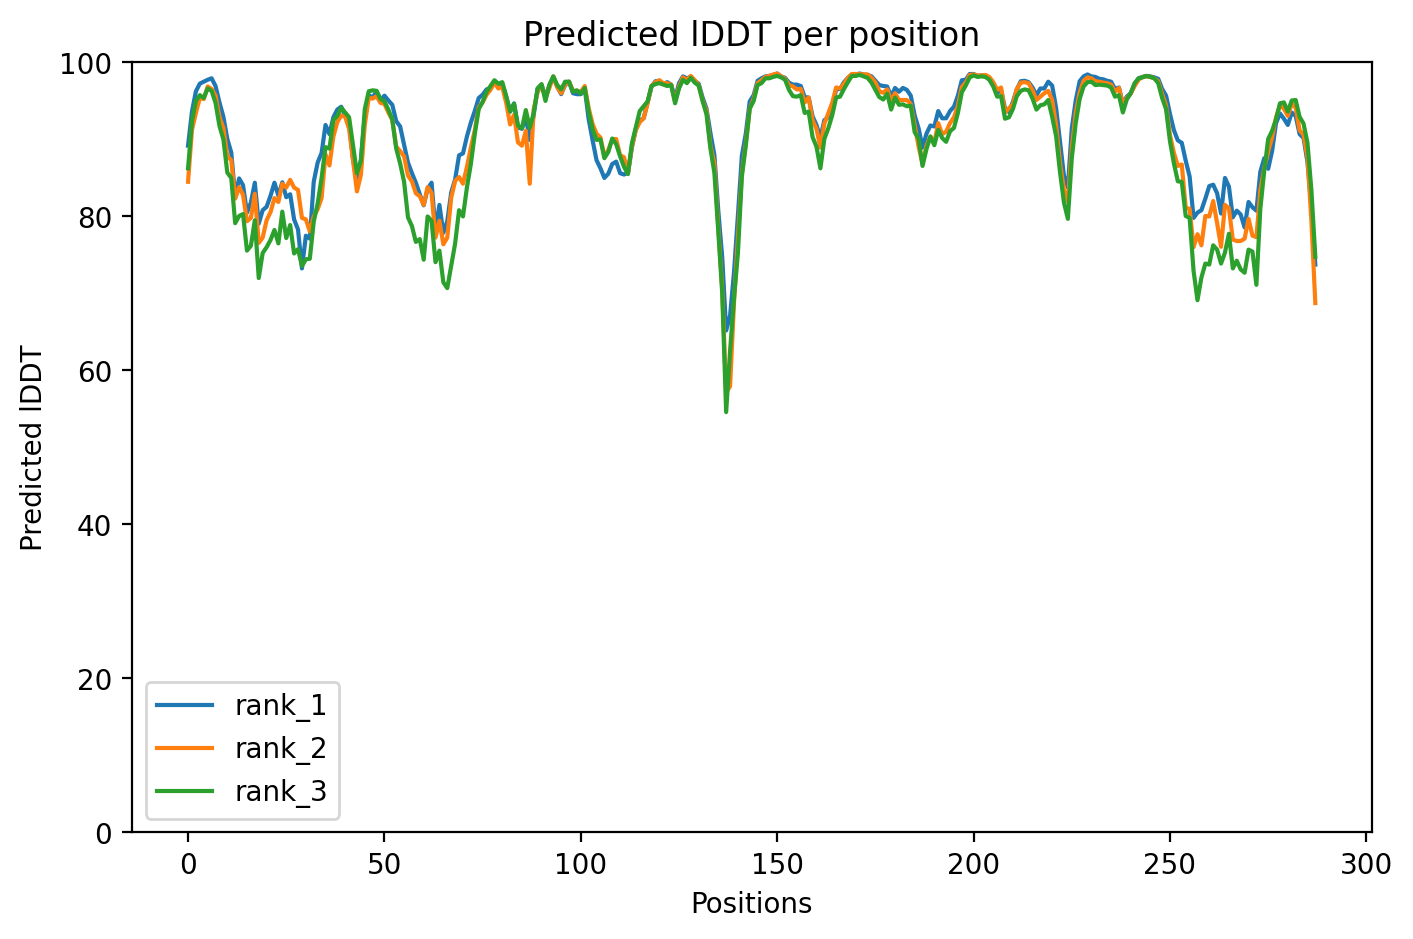 Predicted lDDT per position
100
80
60
40
20
0
Predicted lDDT
0 50 100 150 200 250 300
Positions
rank_1
rank_2
rank_3